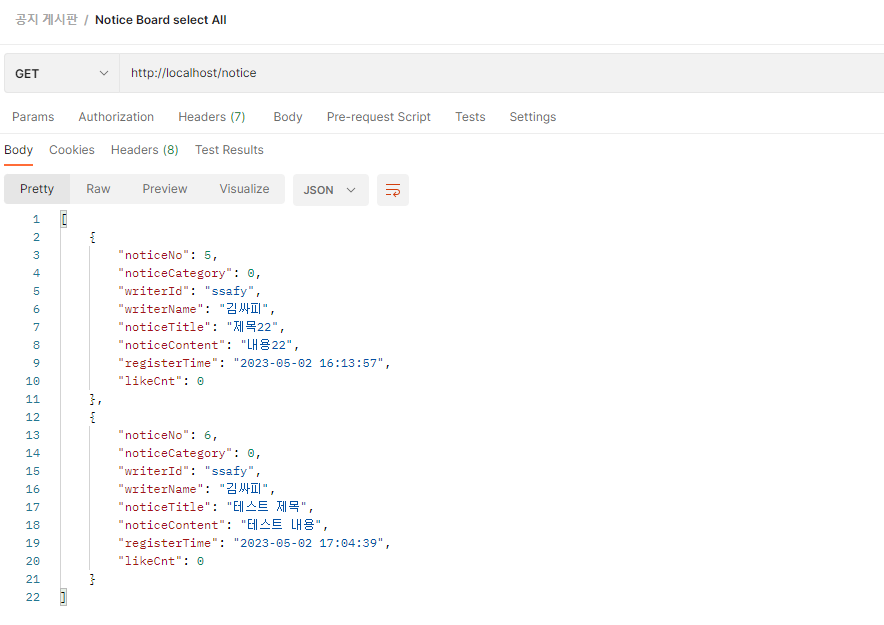 공지 게시판 / Notice Board select All
GET http://localhost/notice
Params Authorization Headers (7) Body Pre-request Script Tests Settings
Body Cookies Headers (8) Test Results
Pretty Raw Preview Visualize JSON
1 [
2 {
3 "noticeNo": 5,
4 "noticeCategory": 0,
5 "writerId": "ssafy",
6 "writerName": "김싸피",
7 "noticeTitle": "제목22",
8 "noticeContent": "내용22",
9 "registerTime": "2023-05-02 16:13:57",
10 "likeCnt": 0
11 },
12 {
13 "noticeNo": 6,
14 "noticeCategory": 0,
15 "writerId": "ssafy",
16 "writerName": "김싸피",
17 "noticeTitle": "테스트 제목",
18 "noticeContent": "테스트 내용",
19 "registerTime": "2023-05-02 17:04:39",
20 "likeCnt": 0
21 }
22 ]